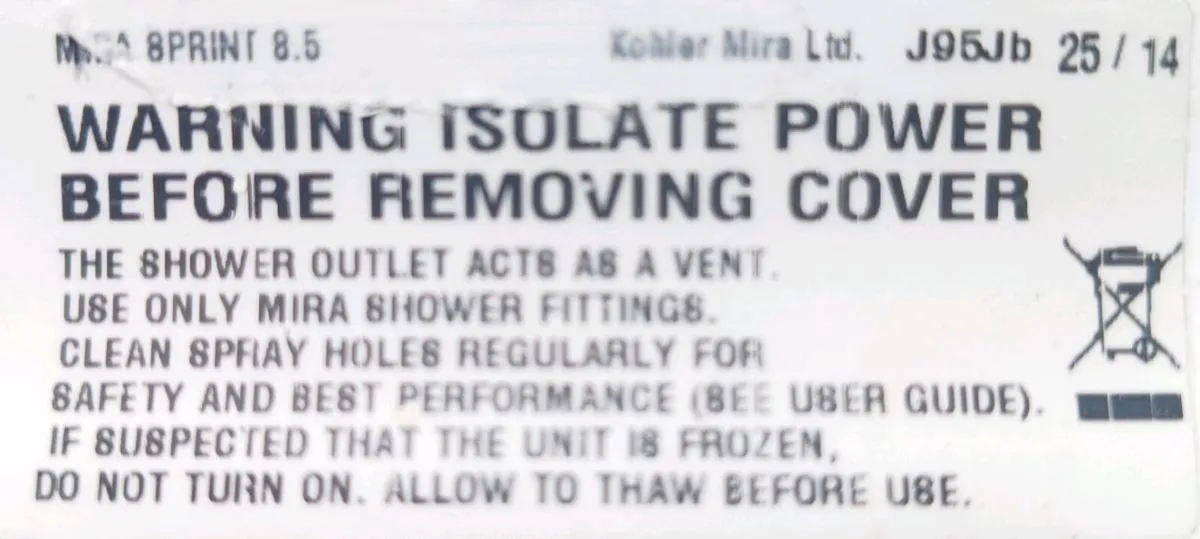 MIRA SPRINT 8.5 Kohler Mira Ltd. J95Jb 25 / 14
WARNING ISOLATE POWER
BEFORE REMOVING COVER
THE SHOWER OUTLET ACTS AS A VENT.
USE ONLY MIRA SHOWER FITTINGS.
CLEAN SPRAY HOLES REGULARLY FOR
SAFETY AND BEST PERFORMANCE (SEE USER GUIDE).
IF SUSPECTED THAT THE UNIT IS FROZEN,
DO NOT TURN ON. ALLOW TO THAW BEFORE USE.